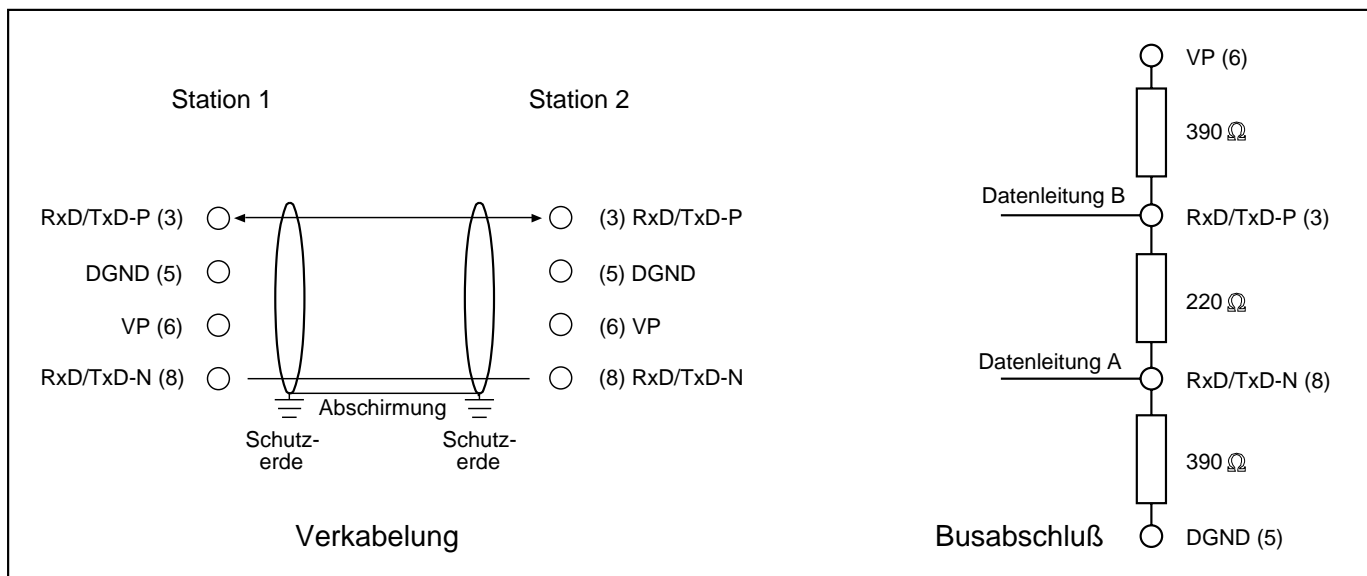 Station 1
Station 2
RxD/TxD-P (3)
(3) RxD/TxD-P
DGND (5)
(5) DGND
VP (6)
(6) VP
RxD/TxD-N (8)
(8) RxD/TxD-N
Abschirmung
Schutz-
erde
Schutz-
erde
Verkabelung
VP (6)
390 Ω
Datenleitung B
RxD/TxD-P (3)
220 Ω
Datenleitung A
RxD/TxD-N (8)
390 Ω
Busabschluß
DGND (5)